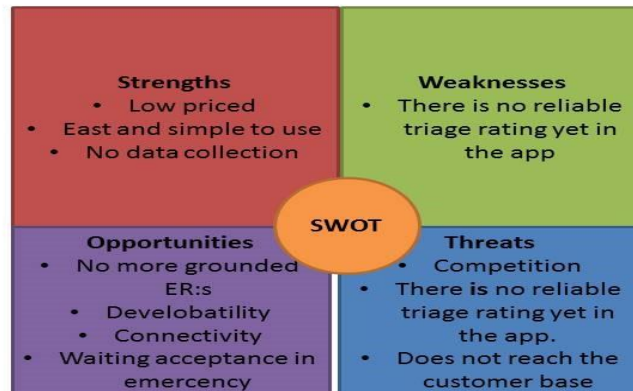 Strengths
• Low priced
• East and simple to use
• No data collection
Weaknesses
• There is no reliable
triage rating yet in
the app
SWOT
Opportunities
• No more grounded
ER:s
• Develobatility
• Connectivity
• Waiting acceptance in
emercency
Threats
• Competition
• There is no reliable
triage rating yet in
the app.
• Does not reach the
customer base